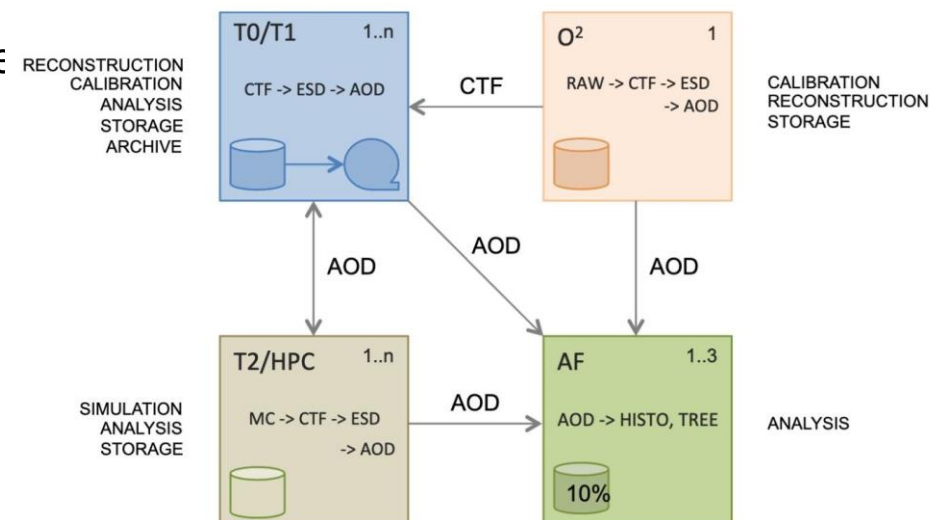 T0/T1 1..n
O² 1
RECONSTRUCTION
CALIBRATION
ANALYSIS
STORAGE
ARCHIVE
CTF -> ESD -> AOD
CTF
RAW -> CTF -> ESD
-> AOD
CALIBRATION
RECONSTRUCTION
STORAGE
AOD
AOD
AOD
T2/HPC 1..n
AF 1..3
SIMULATION
ANALYSIS
STORAGE
MC -> CTF -> ESD
-> AOD
AOD
AOD -> HISTO, TREE
ANALYSIS
10%